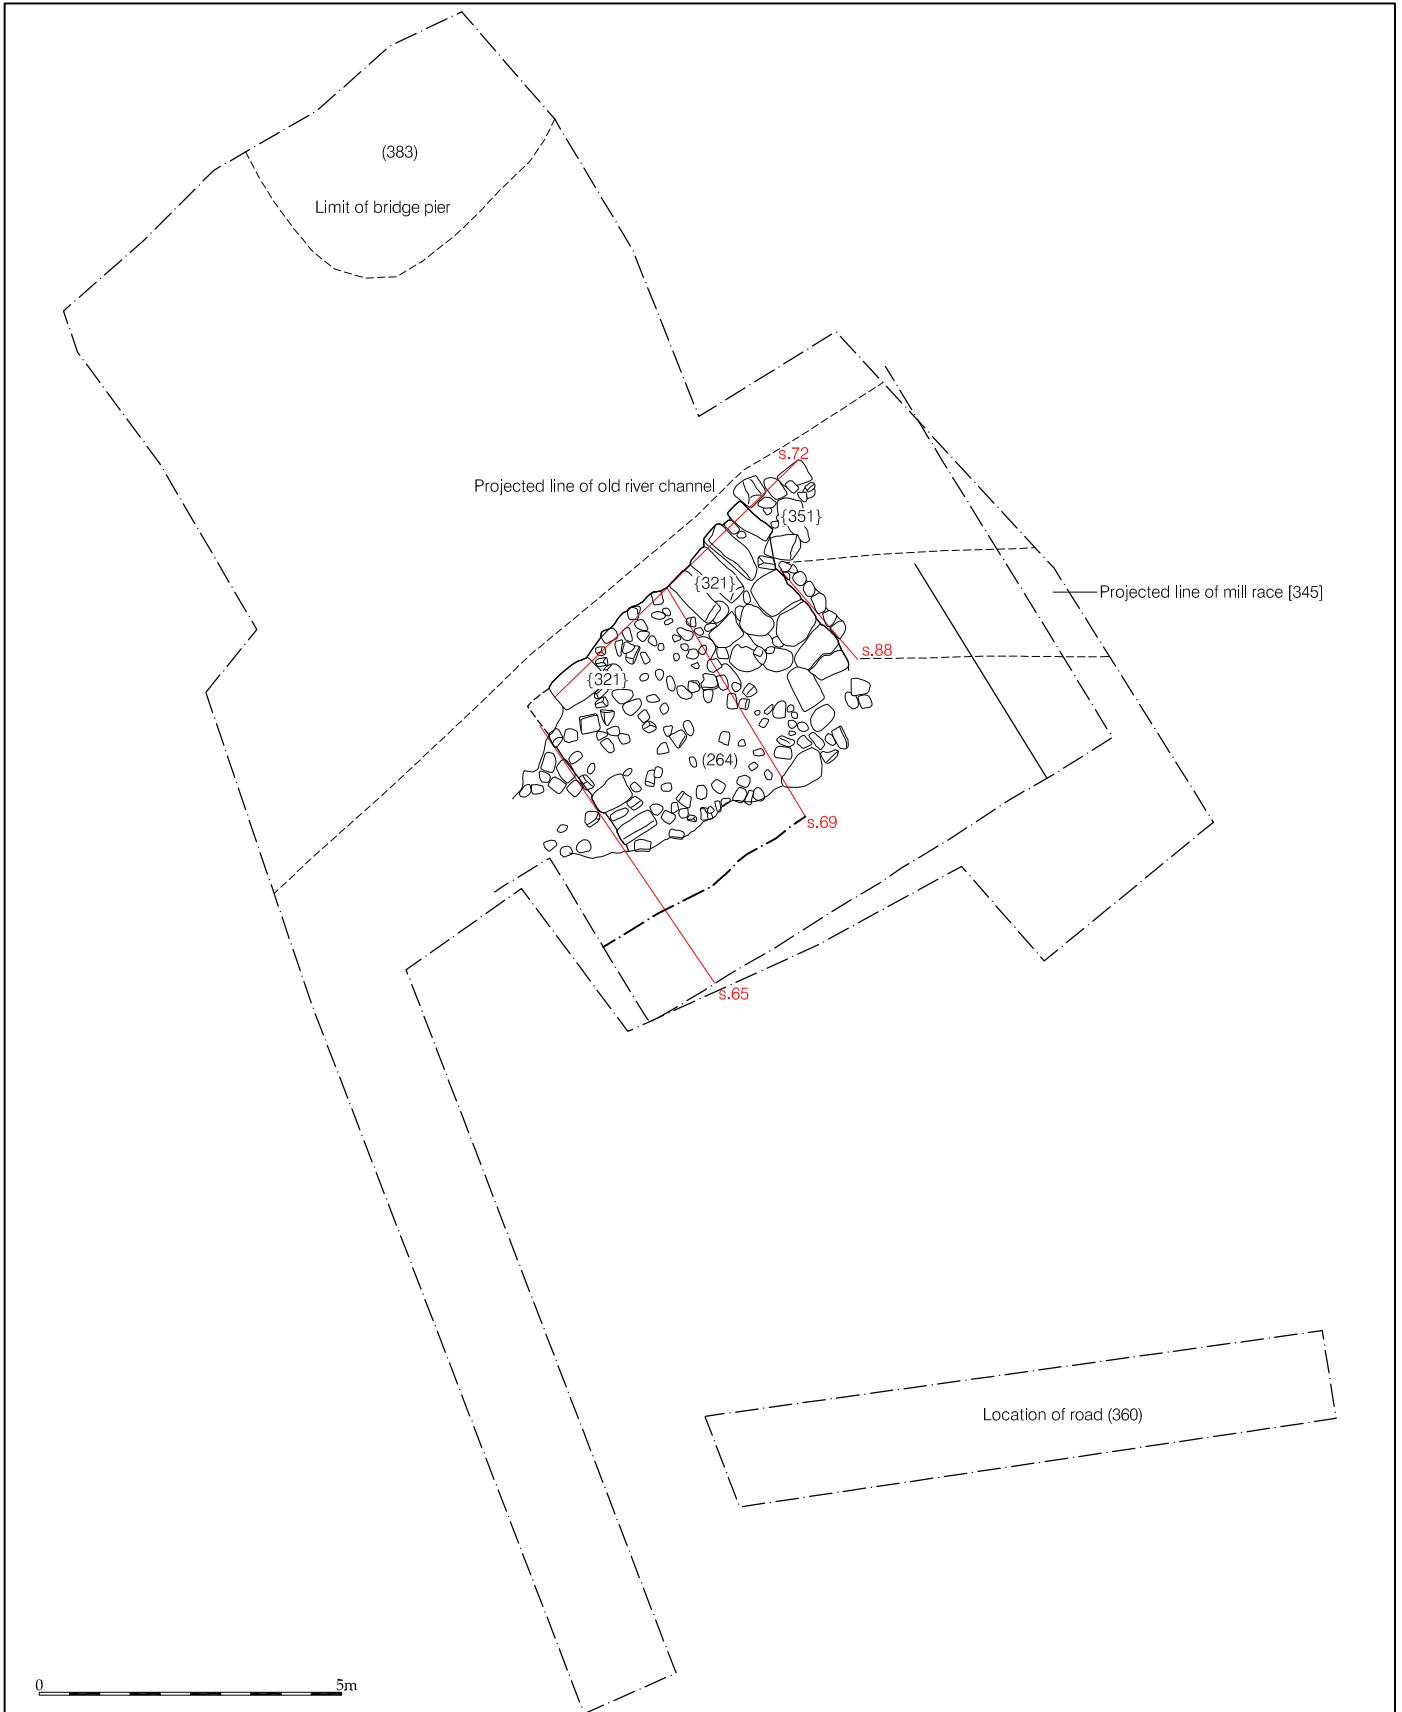 (383)
Limit of bridge pier
s.72
Projected line of old river channel
{351}
{321}
Projected line of mill race [345]
s.88
{321}
(264)
s.69
s.65
Location of road (360)
0 5m